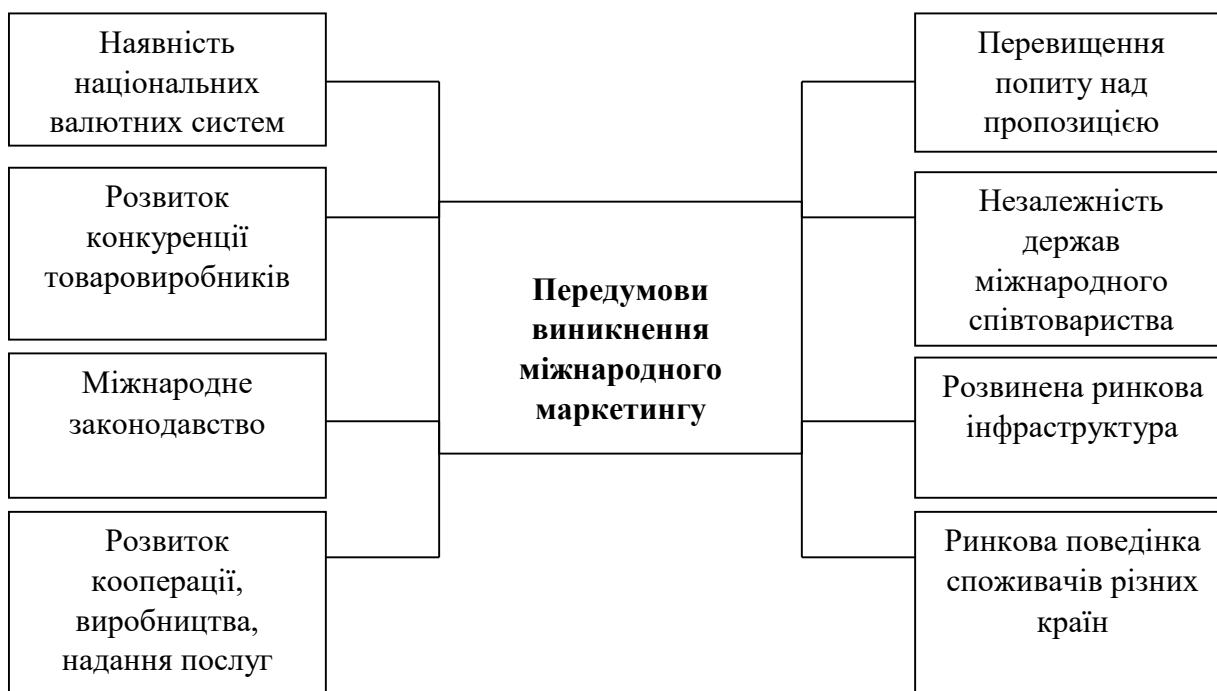 Наявність
національних
валютних систем
Розвиток
конкуренції
товаровиробників
Міжнародне
законодавство
Розвиток
кооперації,
виробництва,
надання послуг
Передумови
виникнення
міжнародного
маркетингу
Перевищення
попиту над
пропозицією
Незалежність
держав
міжнародного
співтовариства
Розвинена ринкова
інфраструктура
Ринкова поведінка
споживачів різних
країн